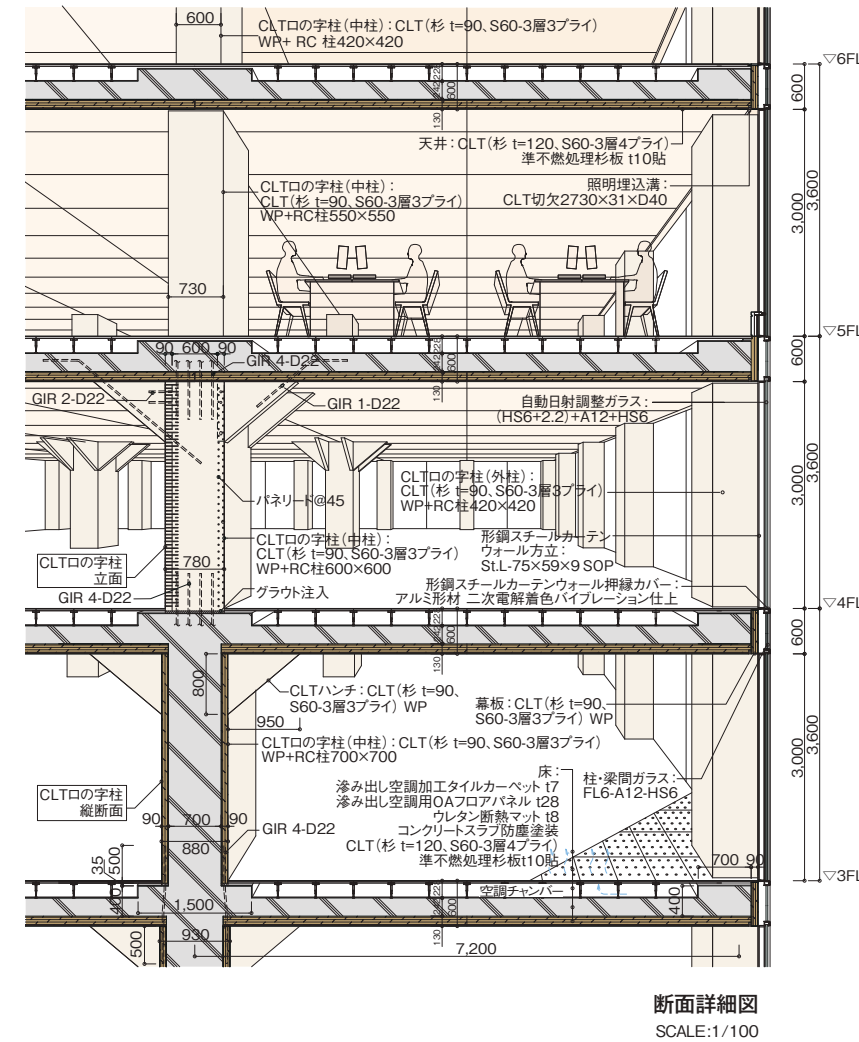 600
CLTロの字柱(中柱)：CLT(杉 t=90、S60-3層3プライ)
WP+ RC 柱420×420
▽6FL
600
242
228
600
130
天井：CLT(杉 t=120、S60-3層4プライ)
準不燃処理杉板 t10貼
照明埋込溝：
CLT切欠2730×31×D40
CLTロの字柱(中柱)：
CLT(杉 t=90、S60-3層3プライ)
WP+RC柱550×550
3,000
3,600
730
▽5FL
90 600 90
GIR 4-D22
242
228
600
130
600
GIR 2-D22
GIR 1-D22
自動日射調整ガラス：
(HS6+2.2)+A12+HS6
CLTロの字柱(外柱)：
CLT(杉 t=90、S60-3層3プライ)
WP+RC柱420×420
パネリード@45
3,000
3,600
CLTロの字柱(中柱)：
CLT(杉 t=90、S60-3層3プライ)
WP+RC柱600×600
形鋼スチールカーテン
ウォール方立：
St.L-75×59×9 SOP
CLTロの字柱
立面
780
GIR 4-D22
グラウト注入
形鋼スチールカーテンウォール押縁カバー：
アルミ形材 二次電解着色バイブレーション仕上
▽4FL
242
228
600
130
600
800
CLTハンチ：CLT(杉 t=90、
S60-3層3プライ) WP
950
幕板：CLT(杉 t=90、
S60-3層3プライ) WP
CLTロの字柱(中柱)：CLT(杉 t=90、S60-3層3プライ)
WP+RC柱700×700
3,000
3,600
床：
滲み出し空調加工タイルカーペット t7
滲み出し空調用OAフロアパネル t28
ウレタン断熱マット t8
コンクリートスラブ防塵塗装
CLT(杉 t=120、S60-3層4プライ)
準不燃処理杉板t10貼
柱・梁間ガラス：
FL6-A12-HS6
CLTロの字柱
縦断面
90 700 90
GIR 4-D22
880
35
500
400
700 90
▽3FL
空調チャンバー
1,500
242
228
600
130
400
930
500
7,200
断面詳細図
SCALE:1/100